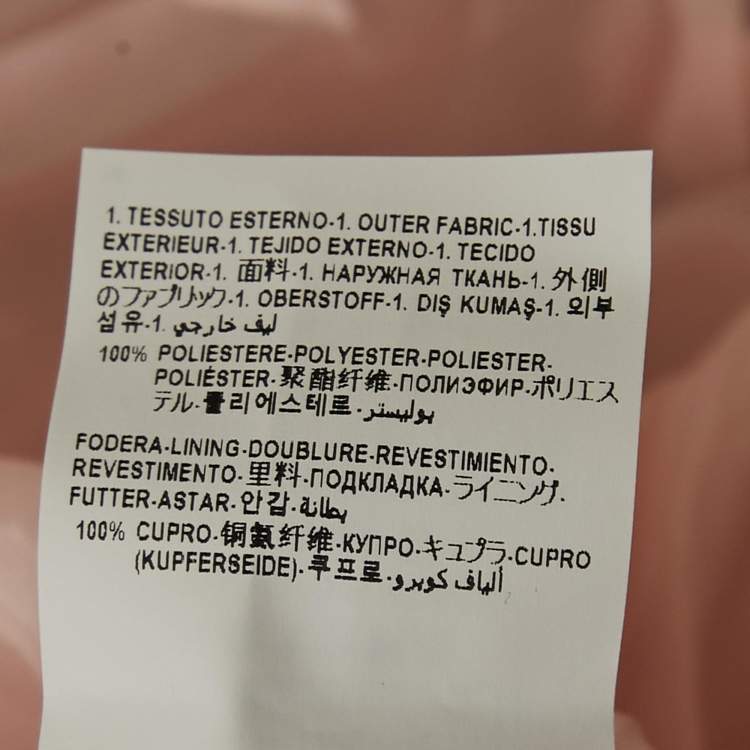 1. TESSUTO ESTERNO-1. OUTER FABRIC-1.TISSU
EXTERIEUR-1. TEJIDO EXTERNO-1. TECIDO
EXTERIOR-1. 面料-1. НАРУЖНАЯ ТКАНЬ-1. 外側
のファブリック-1. OBERSTOFF-1. DIŞ KUMAŞ-1. 외부
섬유-1. ليف خارجي
100% POLIESTERE-POLYESTER-POLIESTER-
POLIÉSTER-聚酯纤维-ПОЛИЭФИР-ポリエス
テル-폴리에스테르-بوليستر
FODERA-LINING-DOUBLURE-REVESTIMIENTO-
REVESTIMENTO-里料-ПОДКЛАДКА-ライニング-
FUTTER-ASTAR-안감-بطانة
100% CUPRO-铜氨纤维-КУПРО-キュプラ-CUPRO
(KUPFERSEIDE)-쿠프로-ألياف كوبرو